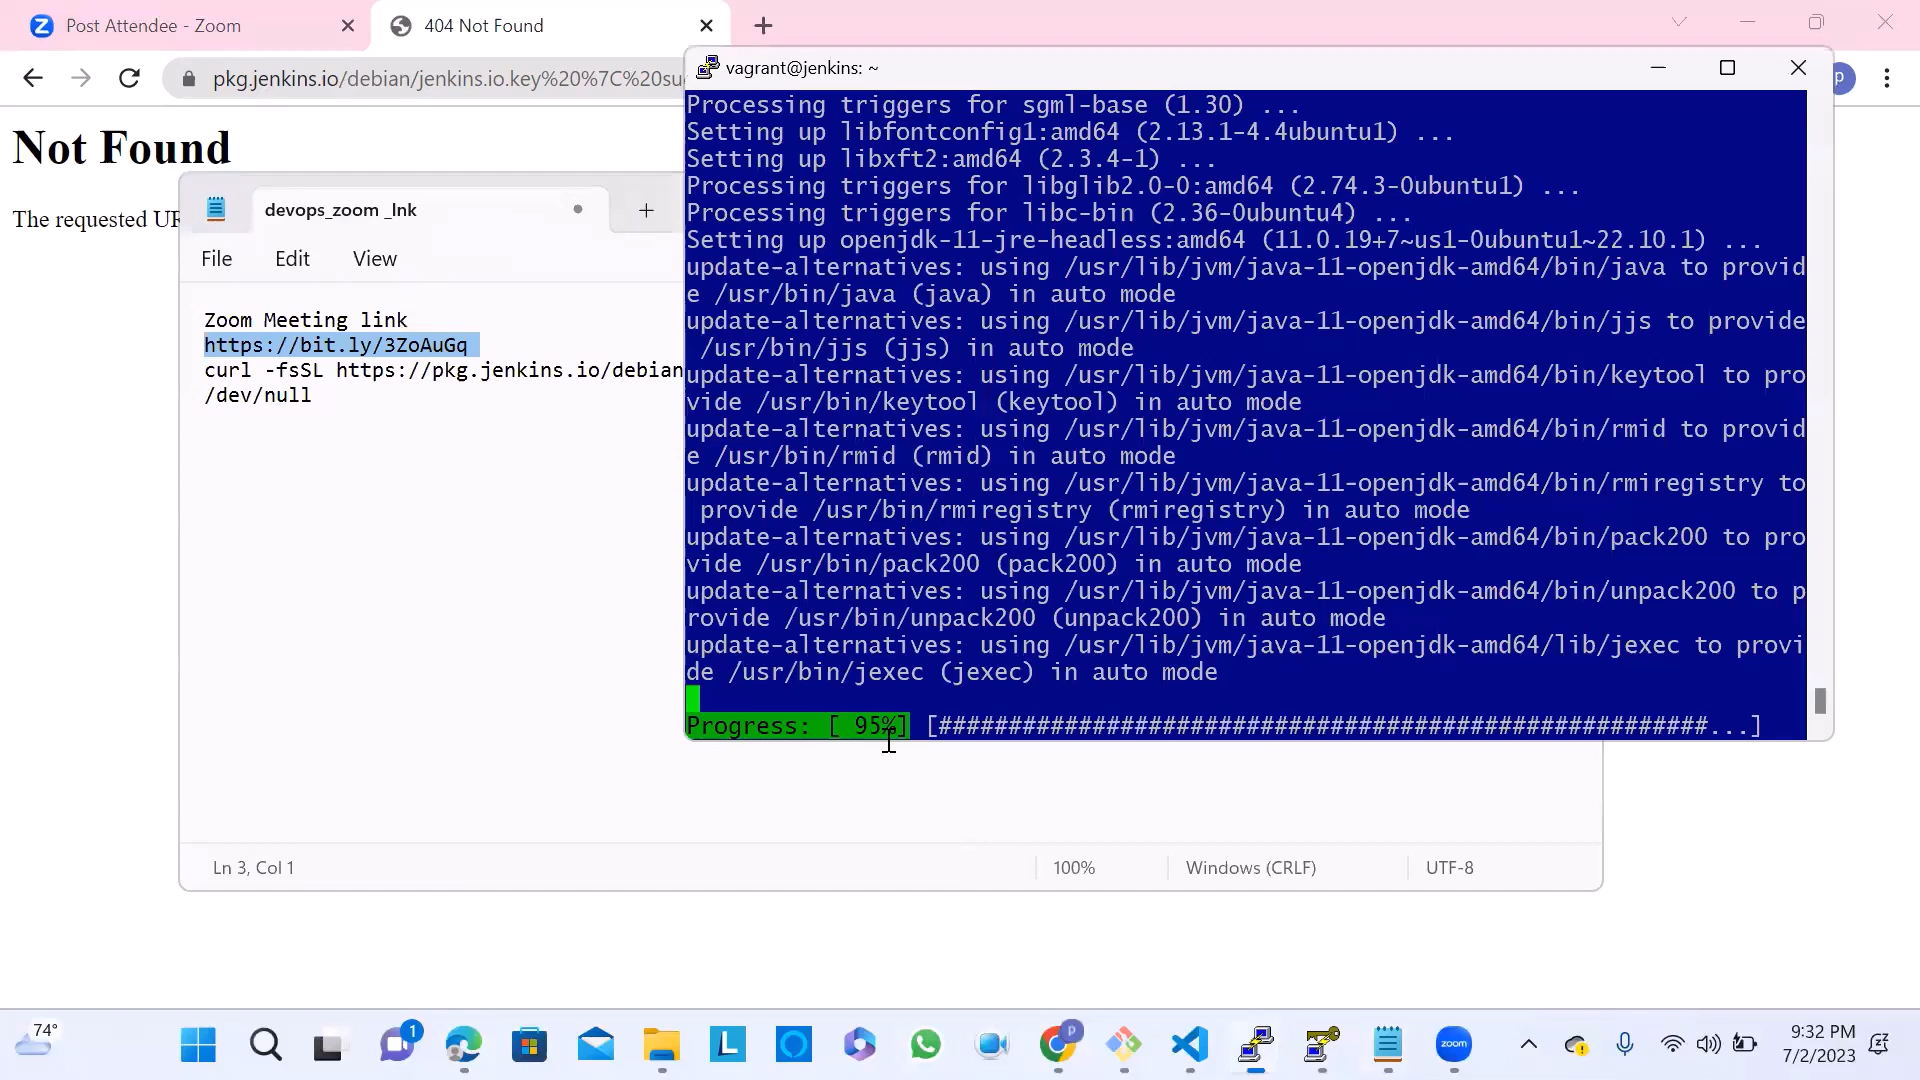 Post Attendee - Zoom
404 Not Found
pkg.jenkins.io/debian/jenkins.io.key%20%7C%20su
P
Not Found
The requested UR
devops_zoom _lnk
File
Edit
View
Zoom Meeting link
https://bit.ly/3ZoAuGq
curl -fsSL https://pkg.jenkins.io/debian
/dev/null
Ln 3, Col 1
100%
Windows (CRLF)
UTF-8
vagrant@jenkins: ~
Processing triggers for sgml-base (1.30) ...
Setting up libfontconfig1:amd64 (2.13.1-4.4ubuntu1) ...
Setting up libxft2:amd64 (2.3.4-1) ...
Processing triggers for libglib2.0-0:amd64 (2.74.3-0ubuntu1) ...
Processing triggers for libc-bin (2.36-0ubuntu4) ...
Setting up openjdk-11-jre-headless:amd64 (11.0.19+7~us1-0ubuntu1~22.10.1) ...
update-alternatives: using /usr/lib/jvm/java-11-openjdk-amd64/bin/java to provid
e /usr/bin/java (java) in auto mode
update-alternatives: using /usr/lib/jvm/java-11-openjdk-amd64/bin/jjs to provide
/usr/bin/jjs (jjs) in auto mode
update-alternatives: using /usr/lib/jvm/java-11-openjdk-amd64/bin/keytool to pro
vide /usr/bin/keytool (keytool) in auto mode
update-alternatives: using /usr/lib/jvm/java-11-openjdk-amd64/bin/rmid to provid
e /usr/bin/rmid (rmid) in auto mode
update-alternatives: using /usr/lib/jvm/java-11-openjdk-amd64/bin/rmiregistry to
provide /usr/bin/rmiregistry (rmiregistry) in auto mode
update-alternatives: using /usr/lib/jvm/java-11-openjdk-amd64/bin/pack200 to pro
vide /usr/bin/pack200 (pack200) in auto mode
update-alternatives: using /usr/lib/jvm/java-11-openjdk-amd64/bin/unpack200 to p
rovide /usr/bin/unpack200 (unpack200) in auto mode
update-alternatives: using /usr/lib/jvm/java-11-openjdk-amd64/lib/jexec to provi
de /usr/bin/jexec (jexec) in auto mode
Progress: [ 95%] [#######################################################...]
74°
1
L
P
zoom
9:32 PM
7/2/2023